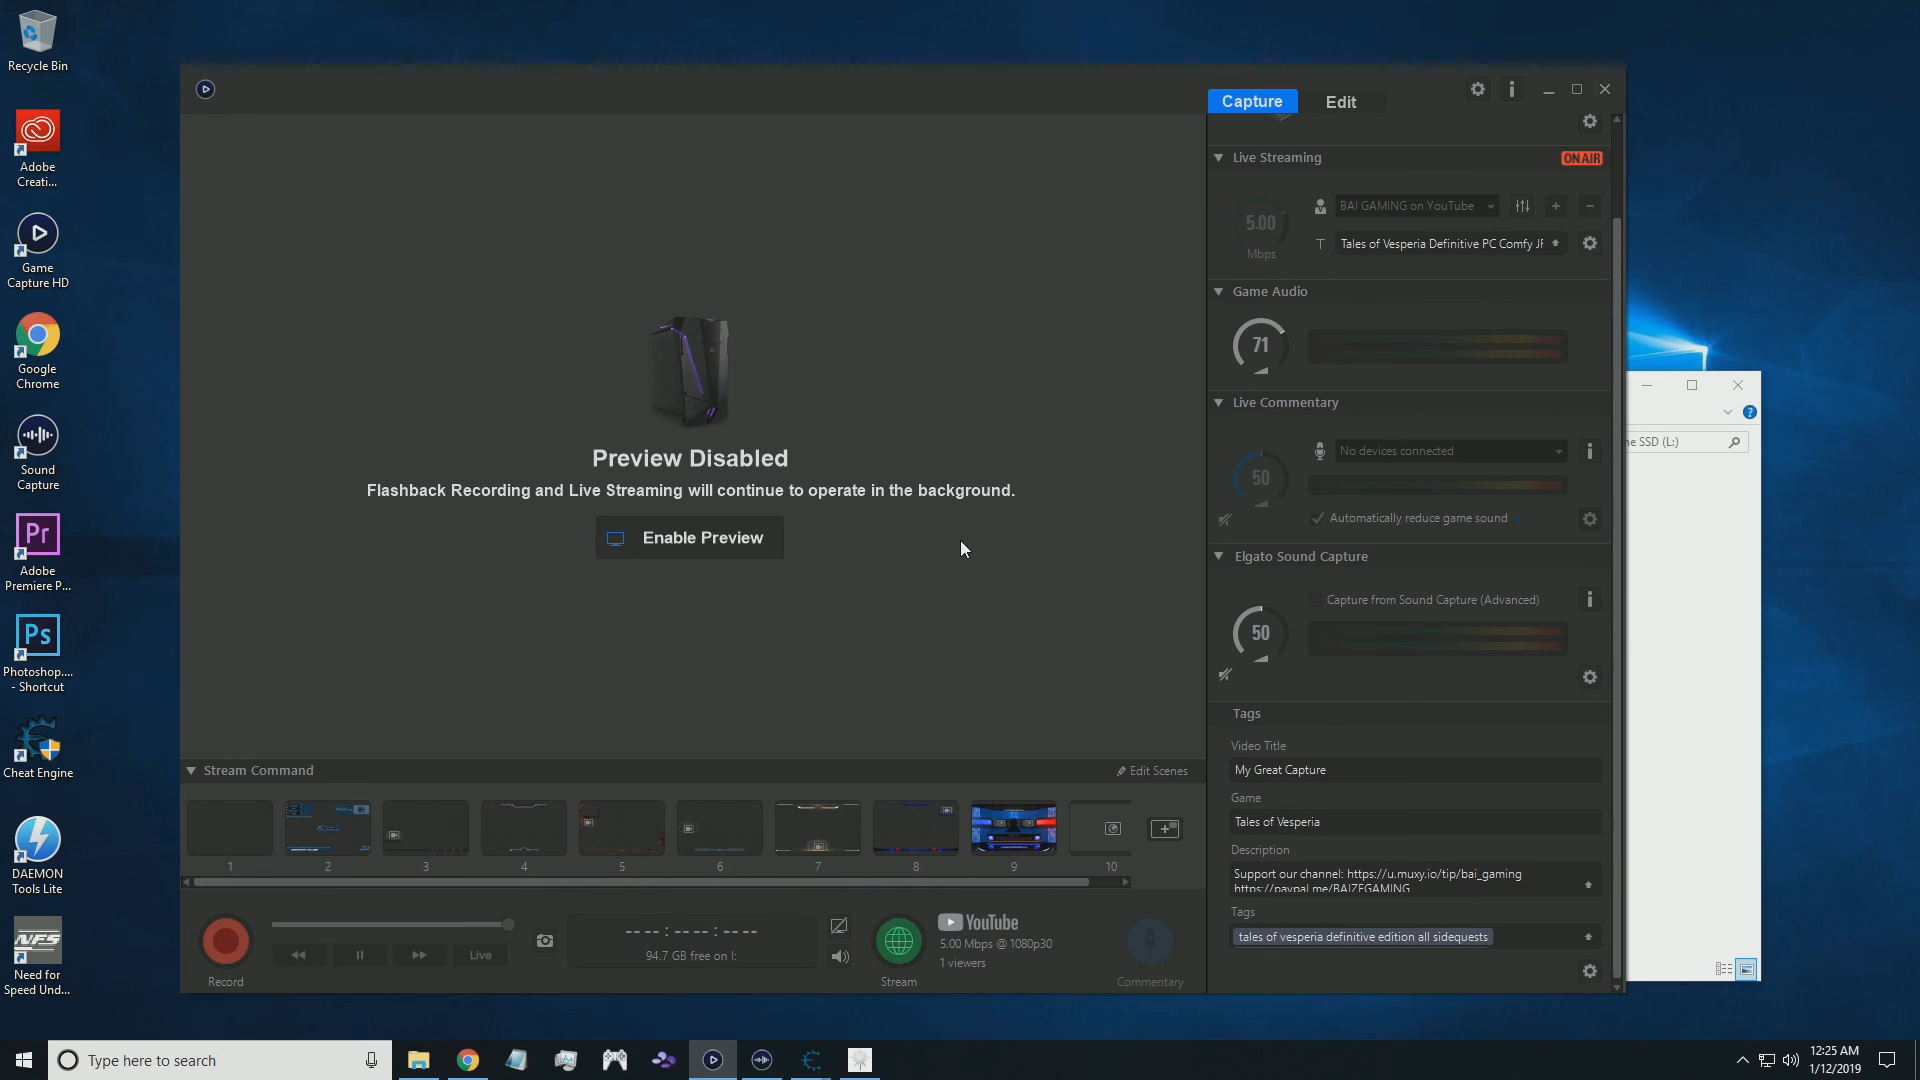 Recycle Bin
Adobe
Creati...
Game
Capture HD
Google
Chrome
Sound
Capture
Pr
Adobe
Premiere P...
Ps
Photoshop....
- Shortcut
Cheat Engine
DAEMON
Tools Lite
NFS
Need for
Speed Und...
Capture
Edit
Live Streaming
ON AIR
5.00
Mbps
BAI GAMING on YouTube
T
Tales of Vesperia Definitive PC Comfy JF
Game Audio
71
Live Commentary
No devices connected
50
Automatically reduce game sound
Elgato Sound Capture
Capture from Sound Capture (Advanced)
50
Tags
Video Title
My Great Capture
Game
Tales of Vesperia
Description
Support our channel: https://u.muxy.io/tip/bai_gaming
https://paypal.me/BAIZEGAMING
Tags
tales of vesperia definitive edition all sidequests
Preview Disabled
Flashback Recording and Live Streaming will continue to operate in the background.
Enable Preview
Stream Command
Edit Scenes
1
2
3
4
5
6
7
8
9
10
Record
Live
-- -- : -- -- : -- --
94.7 GB free on I:
Stream
YouTube
5.00 Mbps @ 1080p30
1 viewers
Commentary
ne SSD (L:)
Type here to search
12:25 AM
1/12/2019